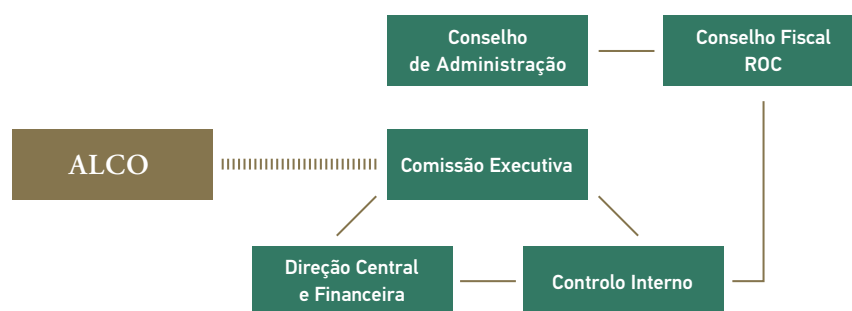 Conselho
de Administração
Conselho Fiscal
ROC
ALCO
Comissão Executiva
Direção Central
e Financeira
Controlo Interno